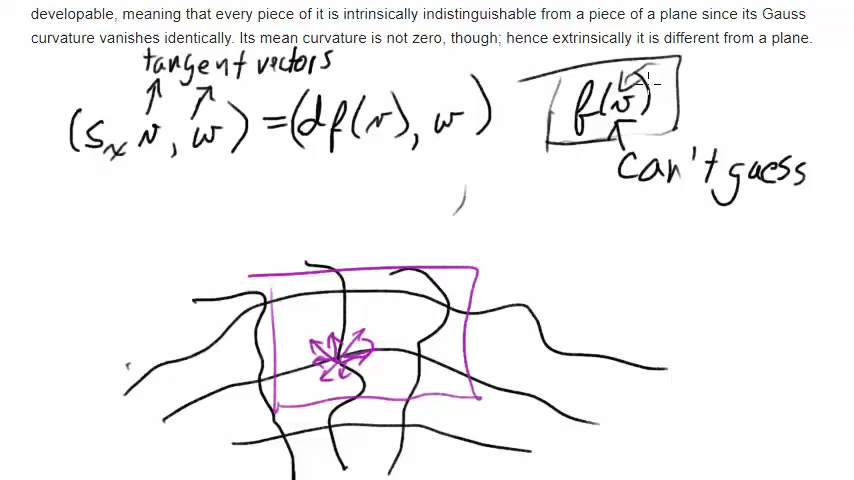 developable, meaning that every piece of it is intrinsically indistinguishable from a piece of a plane since its Gauss
curvature vanishes identically. Its mean curvature is not zero, though; hence extrinsically it is different from a plane.
tangent vectors
(Sₓ v, w) = (df(v), w)
f(v)
can't guess